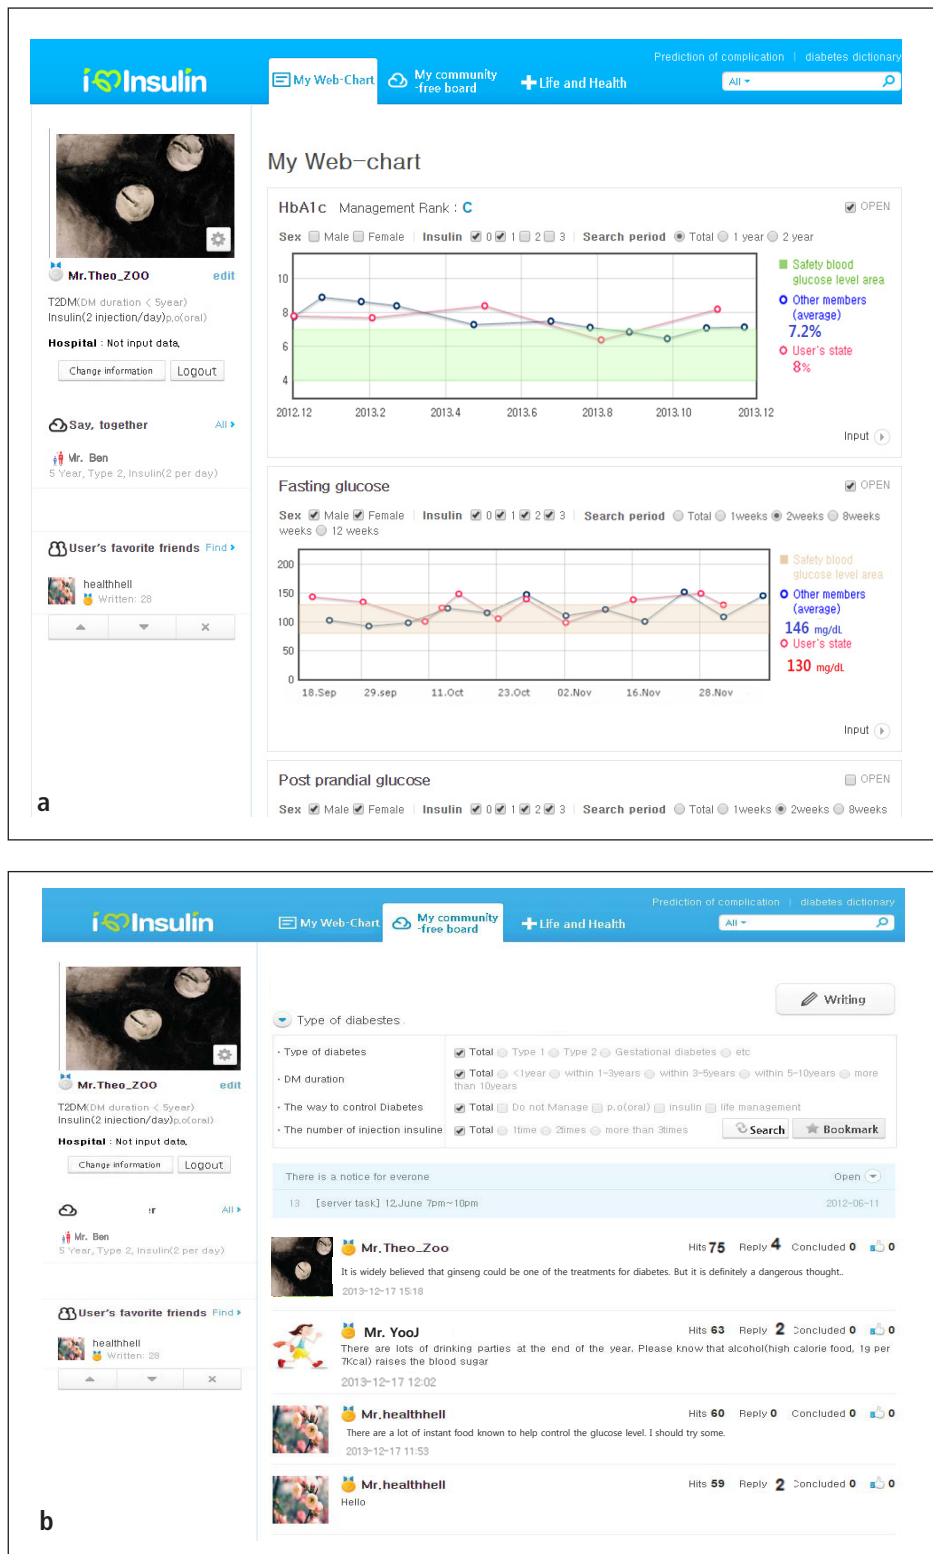 Prediction of complication | diabetes dictionary
i Insulin
My Web-Chart
My community
-free board
Life and Health
All
Mr.Theo_ZOO edit
T2DM(DM duration < 5year)
Insulin(2 injection/day)p,o(oral)
Hospital : Not input data,
Change information Logout
Say, together All
Mr. Ben
5 Year, Type 2, Insulin(2 per day)
User's favorite friends Find
healthhell
Written: 28
My Web-chart
HbA1c Management Rank : C OPEN
Sex Male Female Insulin 0 1 2 3 Search period Total 1 year 2 year
10
8
6
4
2012.12 2013.2 2013.4 2013.6 2013.8 2013.10 2013.12
Safety blood
glucose level area
Other members
(average)
7.2%
User's state
8%
Input
Fasting glucose OPEN
Sex Male Female Insulin 0 1 2 3 Search period Total 1weeks 2weeks 8weeks
weeks 12 weeks
200
150
100
50
0
18.Sep 29.sep 11.Oct 23.Oct 02.Nov 16.Nov 28.Nov
Safety blood
glucose level area
Other members
(average)
146 mg/dL
User's state
130 mg/dL
Input
Post prandial glucose OPEN
Sex Male Female Insulin 0 1 2 3 Search period Total 1weeks 2weeks 8weeks
a
Prediction of complication | diabetes dictionary
i Insulin
My Web-Chart
My community
-free board
Life and Health
All
Mr.Theo_ZOO edit
T2DM(DM duration < 5year)
Insulin(2 injection/day)p,o(oral)
Hospital : Not input data,
Change information Logout
All
Mr. Ben
5 Year, Type 2, Insulin(2 per day)
User's favorite friends Find
healthhell
Written: 28
Writing
Type of diabestes
· Type of diabetes Total Type 1 Type 2 Gestational diabetes etc
· DM duration Total <1year within 1-3years within 3-5years within 5-10years more
than 10years
· The way to control Diabetes Total Do not Manage p.o(oral) insulin life management
· The number of injection insuline Total 1time 2times more than 3times Search Bookmark
There is a notice for everone Open
13 [server task] 12,June 7pm~10pm 2012-06-11
Mr.Theo_Zoo Hits 75 Reply 4 Concluded 0 0
It is widely believed that ginseng could be one of the treatments for diabetes. But it is definitely a dangerous thought..
2013-12-17 15:18
Mr. YooJ Hits 63 Reply 2 Concluded 0 0
There are lots of drinking parties at the end of the year. Please know that alcohol(high calorie food, 1g per
7Kcal) raises the blood sugar
2013-12-17 12:02
Mr.healthhell Hits 60 Reply 0 Concluded 0 0
There are a lot of instant food known to help control the glucose level. I should try some.
2013-12-17 11:53
Mr.healthhell Hits 59 Reply 2 Concluded 0 0
Hello
b